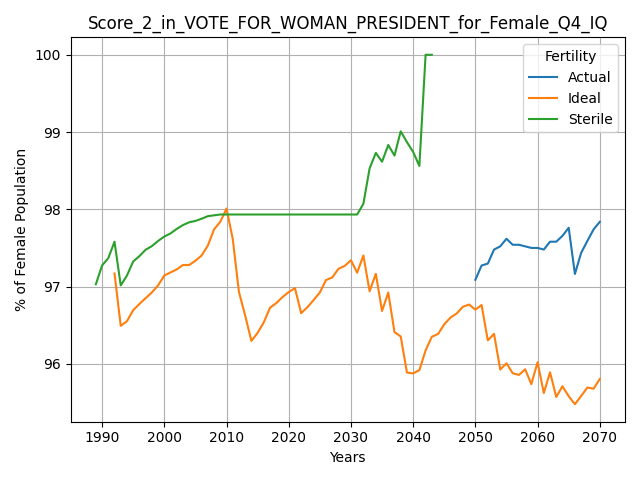 Score_2_in_VOTE_FOR_WOMAN_PRESIDENT_for_Female_Q4_IQ
Fertility
Actual
Ideal
Sterile
% of Female Population
100
99
98
97
96
1990 2000 2010 2020 2030 2040 2050 2060 2070
Years